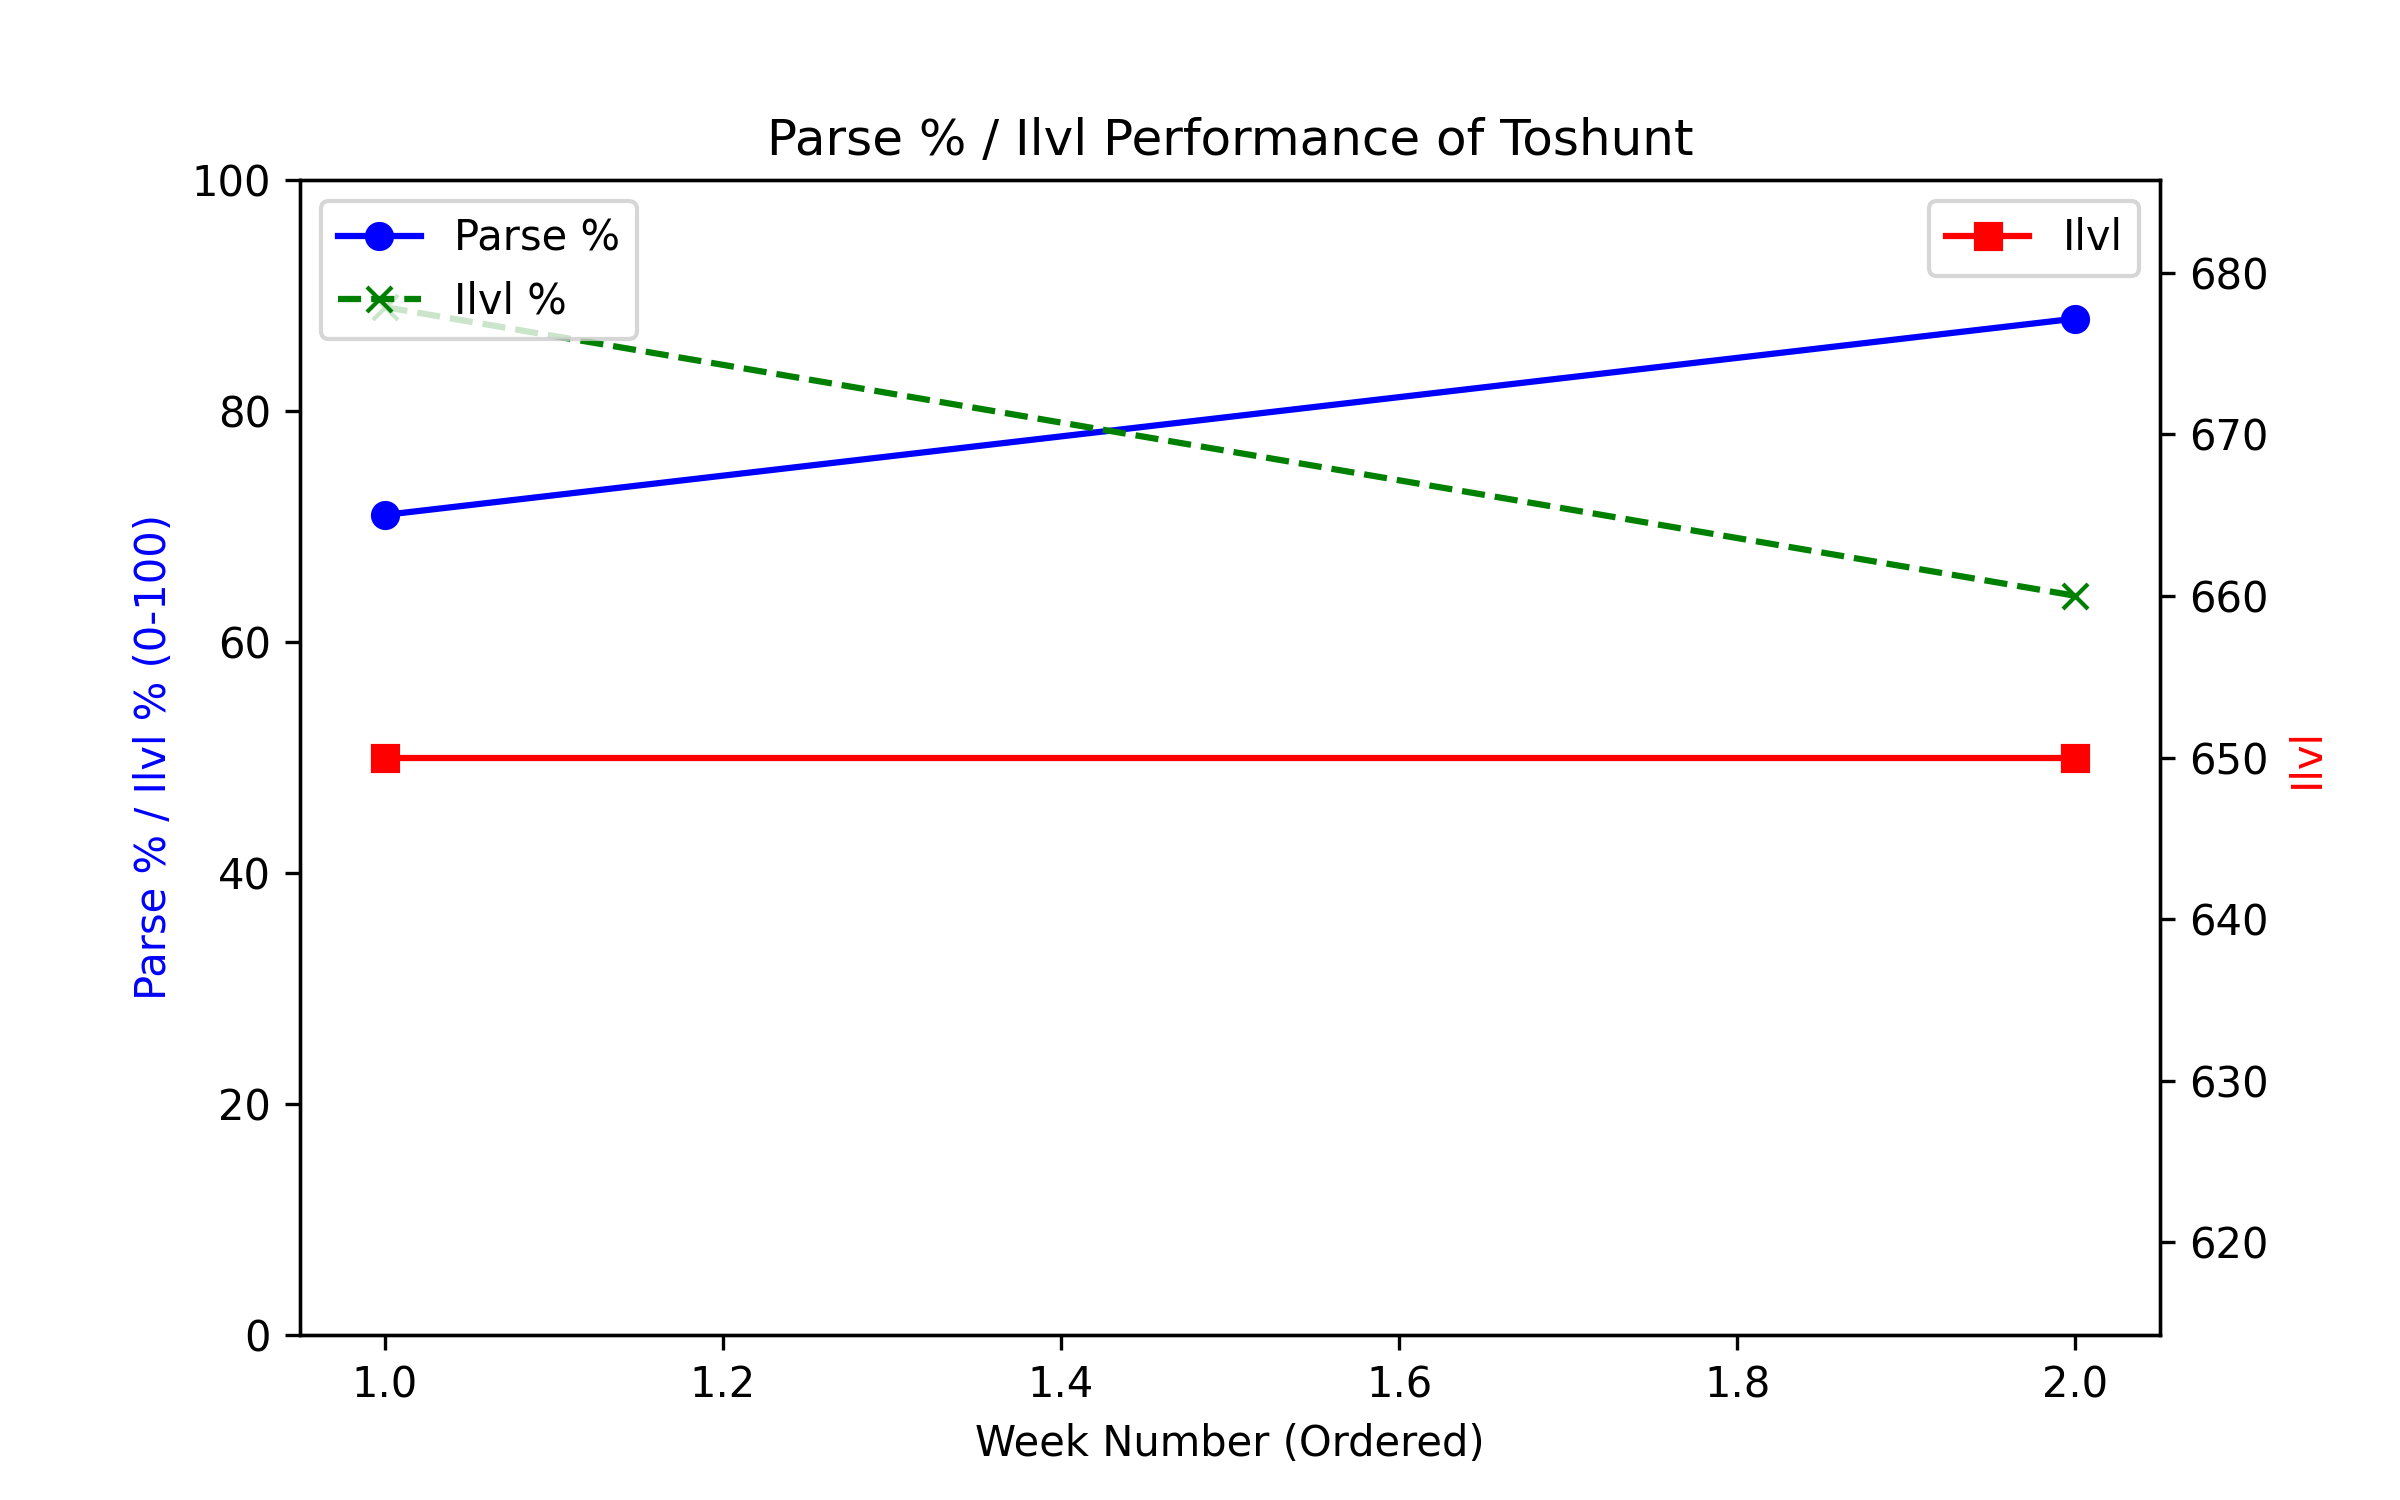 Parse % / Ilvl Performance of Toshunt
Parse %
Ilvl %
Ilvl
100
80
60
40
20
0
Parse % / Ilvl % (0-100)
680
670
660
650
640
630
620
Ilvl
1.0 1.2 1.4 1.6 1.8 2.0
Week Number (Ordered)